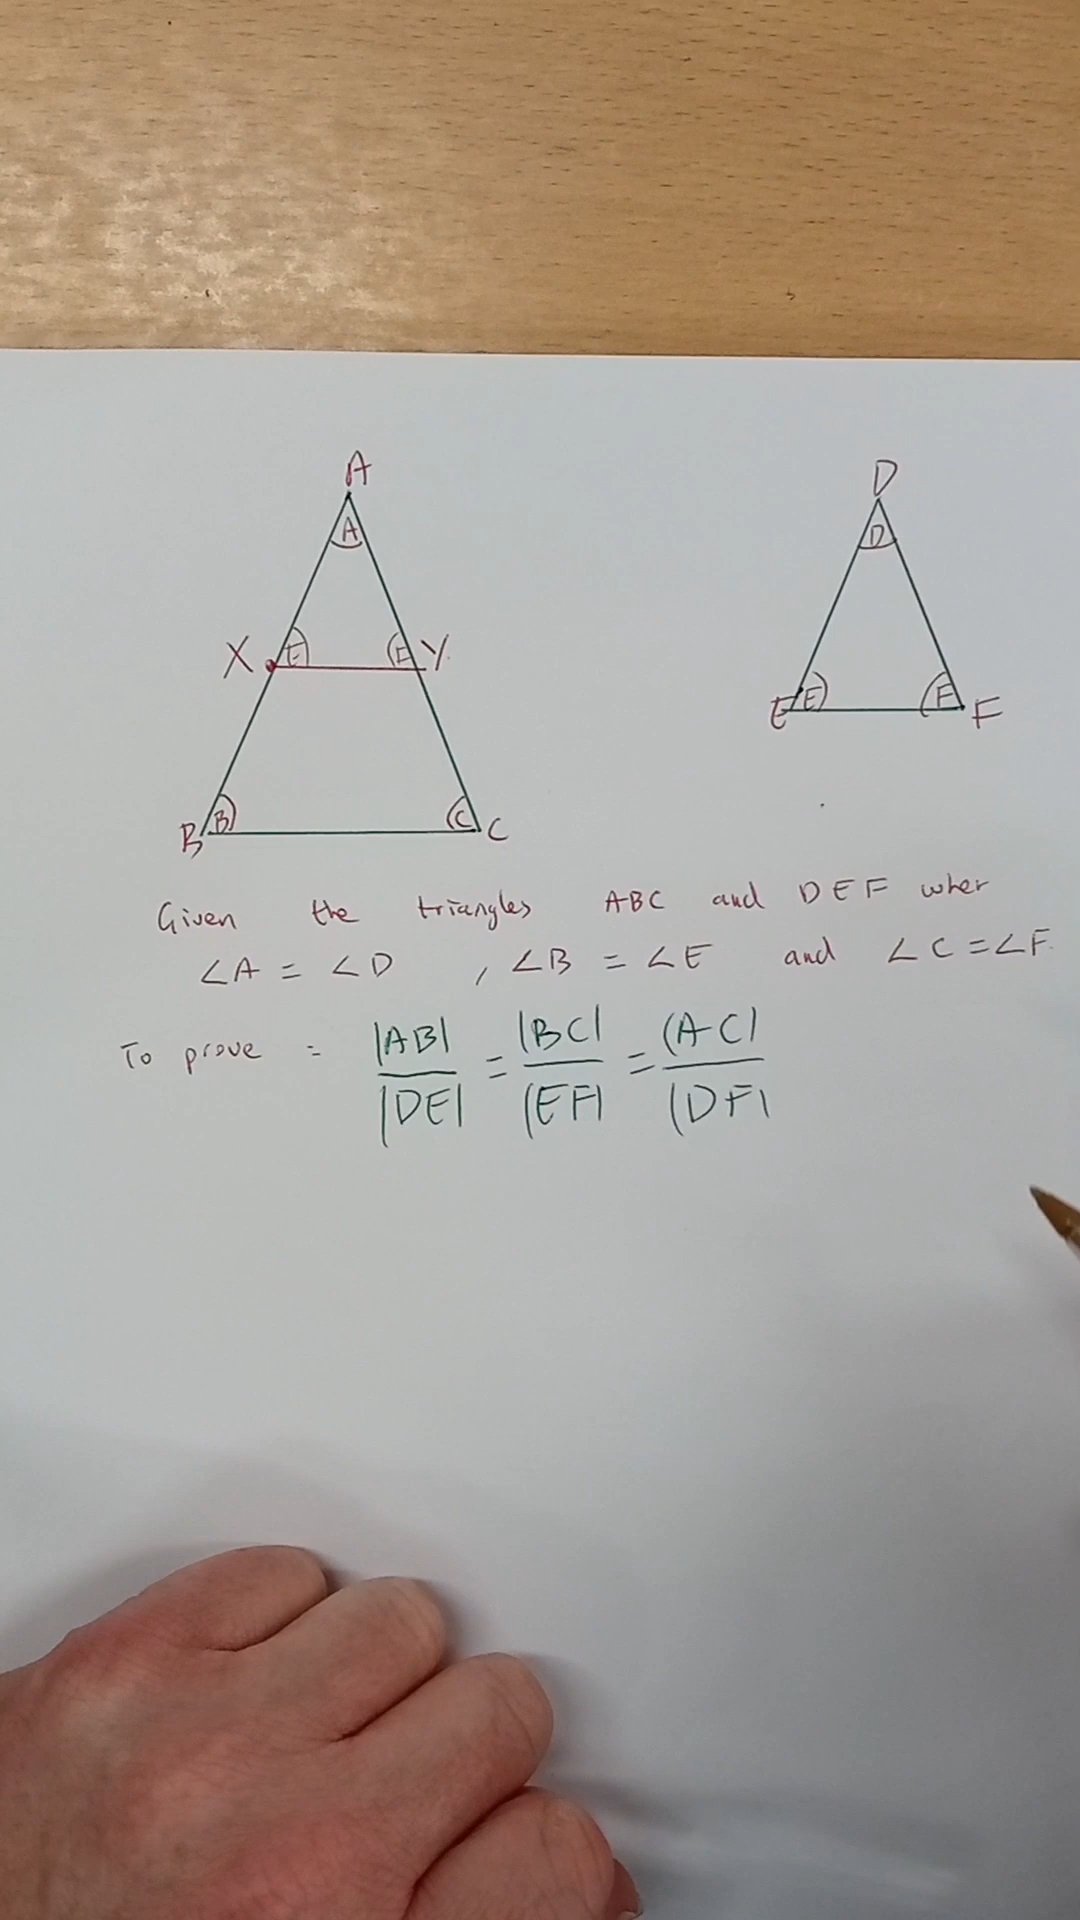 A D
A D
X E E Y
E E F F
B B C C
Given the triangles ABC and DEF wher
∠A = ∠D , ∠B = ∠E and ∠C = ∠F.
To prove = |AB| / |DE| = |BC| / |EF| = |AC| / |DF|